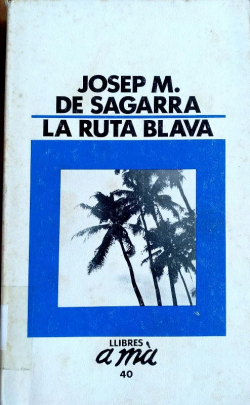 JOSEP M.
DE SAGARRA
LA RUTA BLAVA
LLIBRES
a mà
40